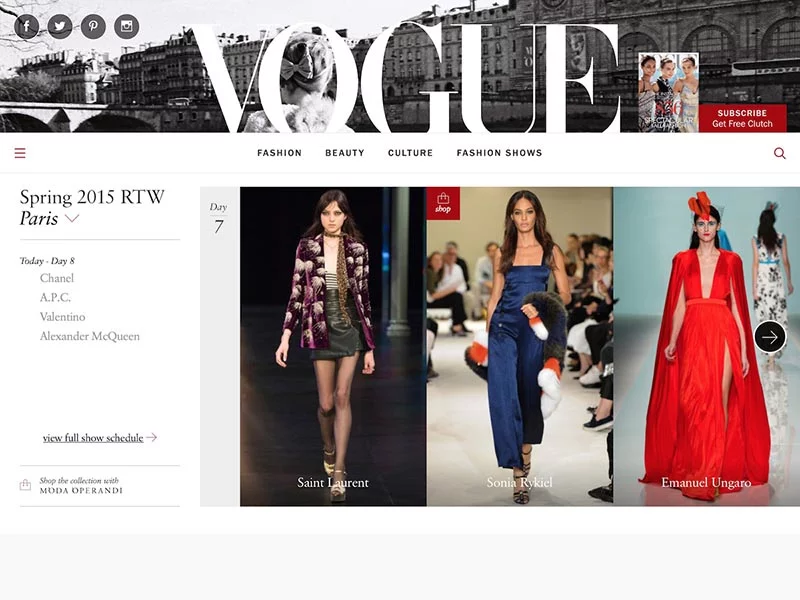 VOGUE
SUBSCRIBE
Get Free Clutch
FASHION
BEAUTY
CULTURE
FASHION SHOWS
Spring 2015 RTW
Paris
Today - Day 8
Chanel
A.P.C.
Valentino
Alexander McQueen
view full show schedule
Shop the collection with
MODA OPERANDI
Day
7
shop
Saint Laurent
Sonia Rykiel
Emanuel Ungaro